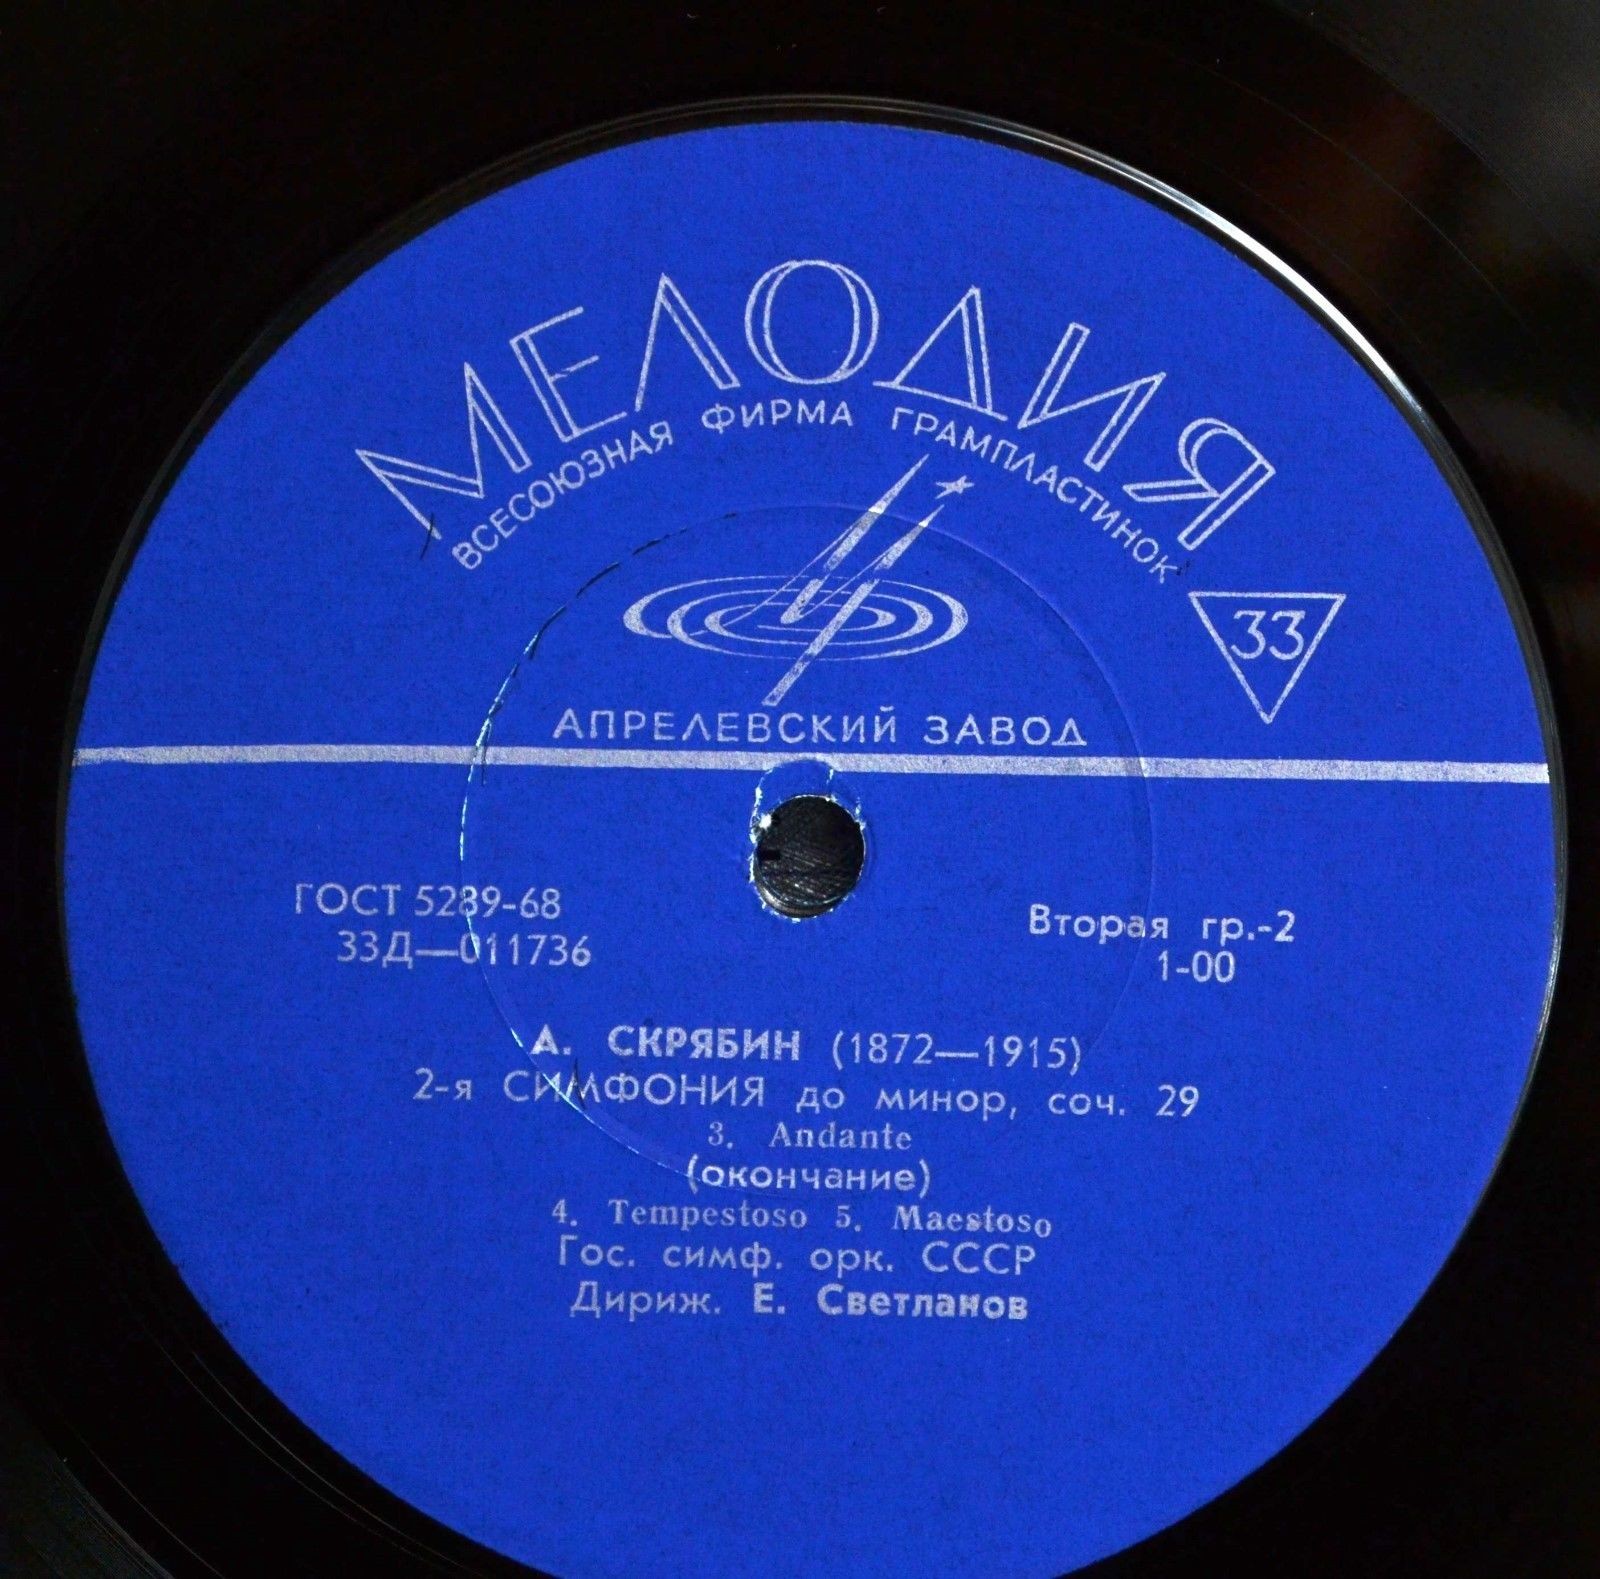 МЕЛОДИЯ
ВСЕСОЮЗНАЯ ФИРМА ГРАМПЛАСТИНОК
33
АПРЕЛЕВСКИЙ ЗАВОД
ГОСТ 5289-68
33Д—011736
Вторая гр.-2
1-00
А. СКРЯБИН (1872—1915)
2-я СИМФОНИЯ до минор, соч. 29
3. Andante
(окончание)
4. Tempestoso 5. Maestoso
Гос. симф. орк. СССР
Дириж. Е. Светланов